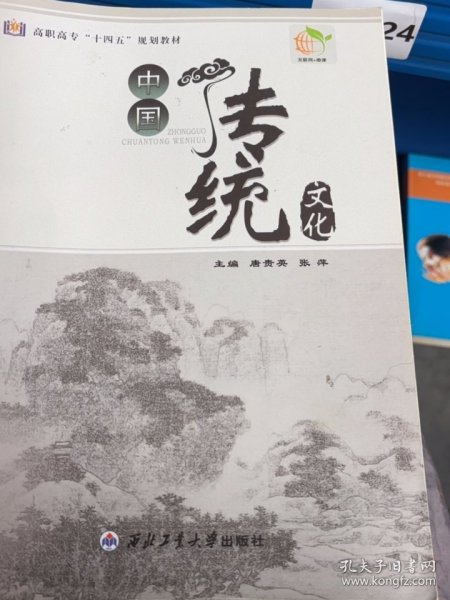 高职高专“十四五”规划教材
互联网+微课
24
中国
传统
ZHONGGUO
CHUANTONG WENHUA
文化
主编 唐贵英 张萍
西北工业大学出版社
孔夫子旧书网
www.kongfz.com